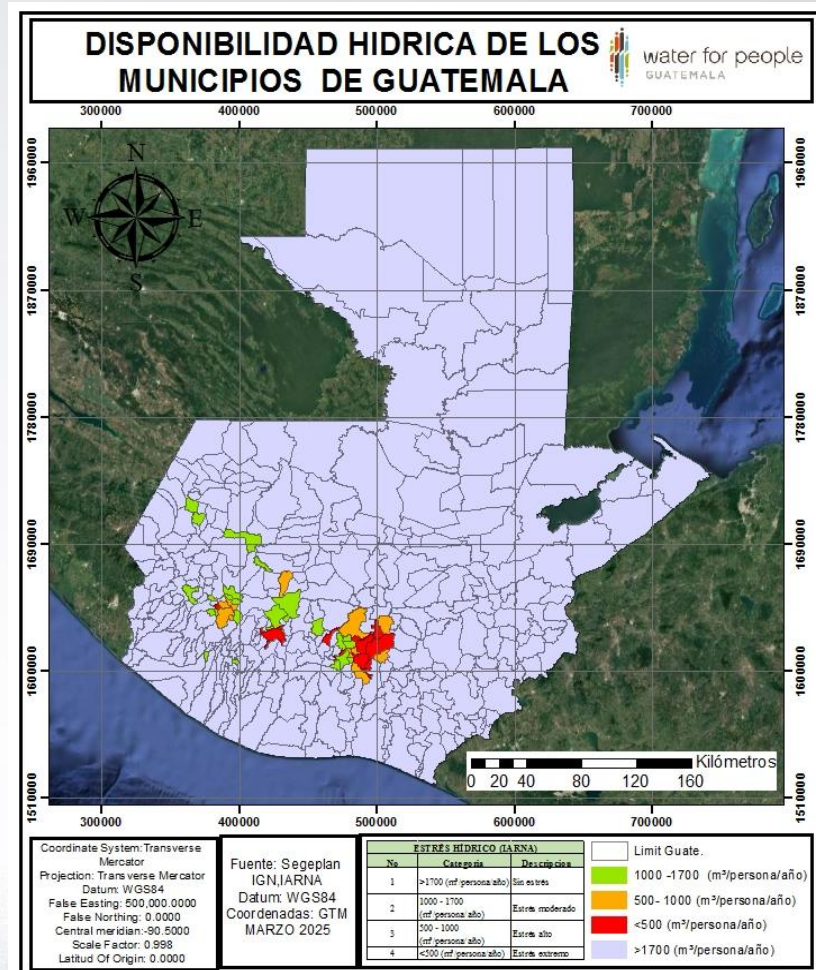 DISPONIBILIDAD HIDRICA DE LOS
MUNICIPIOS DE GUATEMALA
water for people
GUATEMALA
300000 400000 500000 600000 700000
1960000 1960000
N
W E
S
1870000 1870000
1780000 1780000
1690000 1690000
1600000 1600000
Kilómetros
0 20 40 80 120 160
1510000 1510000
300000 400000 500000 600000 700000
Coordinate System: Transverse
Mercator
Projection: Transverse Mercator
Datum: WGS84
False Easting: 500,000.0000
False Northing: 0.0000
Central meridian:-90.5000
Scale Factor: 0.998
Latitud Of Origin: 0.0000
Fuente: Segeplan
IGN,IARNA
Datum: WGS84
Coordenadas: GTM
MARZO 2025
ESTRÉS HÍDRICO (IARNA)
No Categoria Descripcion
1 >1700 (m³/persona/año) Sin estrés
2 1000 - 1700 (m³/persona/año) Estrés moderado
3 500 - 1000 (m³/persona/año) Estrés alto
4 <500 (m³/persona/año) Estrés extremo
Limit Guate.
1000 -1700 (m³/persona/año)
500- 1000 (m³/persona/año)
<500 (m³/persona/año)
>1700 (m³/persona/año)